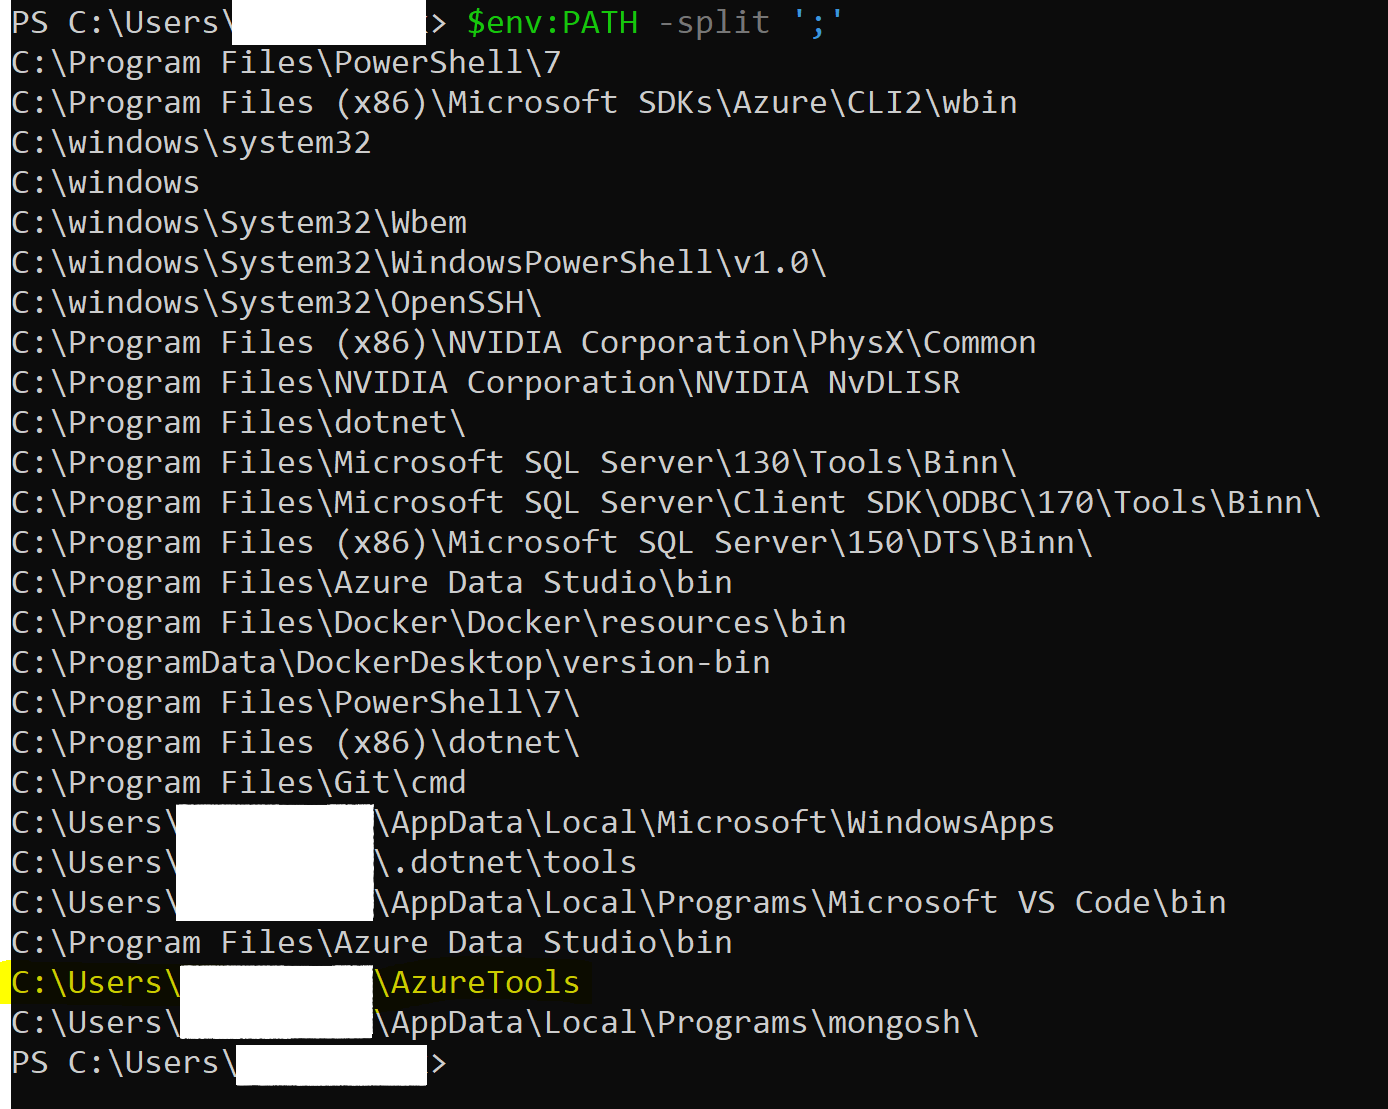 PS C:\Users\ > $env:PATH -split ';'
C:\Program Files\PowerShell\7
C:\Program Files (x86)\Microsoft SDKs\Azure\CLI2\wbin
C:\windows\system32
C:\windows
C:\windows\System32\Wbem
C:\windows\System32\WindowsPowerShell\v1.0\
C:\windows\System32\OpenSSH\
C:\Program Files (x86)\NVIDIA Corporation\PhysX\Common
C:\Program Files\NVIDIA Corporation\NVIDIA NvDLISR
C:\Program Files\dotnet\
C:\Program Files\Microsoft SQL Server\130\Tools\Binn\
C:\Program Files\Microsoft SQL Server\Client SDK\ODBC\170\Tools\Binn\
C:\Program Files (x86)\Microsoft SQL Server\150\DTS\Binn\
C:\Program Files\Azure Data Studio\bin
C:\Program Files\Docker\Docker\resources\bin
C:\ProgramData\DockerDesktop\version-bin
C:\Program Files\PowerShell\7\
C:\Program Files (x86)\dotnet\
C:\Program Files\Git\cmd
C:\Users\ \AppData\Local\Microsoft\WindowsApps
C:\Users\ \.dotnet\tools
C:\Users\ \AppData\Local\Programs\Microsoft VS Code\bin
C:\Program Files\Azure Data Studio\bin
C:\Users\ \AzureTools
C:\Users\ \AppData\Local\Programs\mongosh\
PS C:\Users\ >